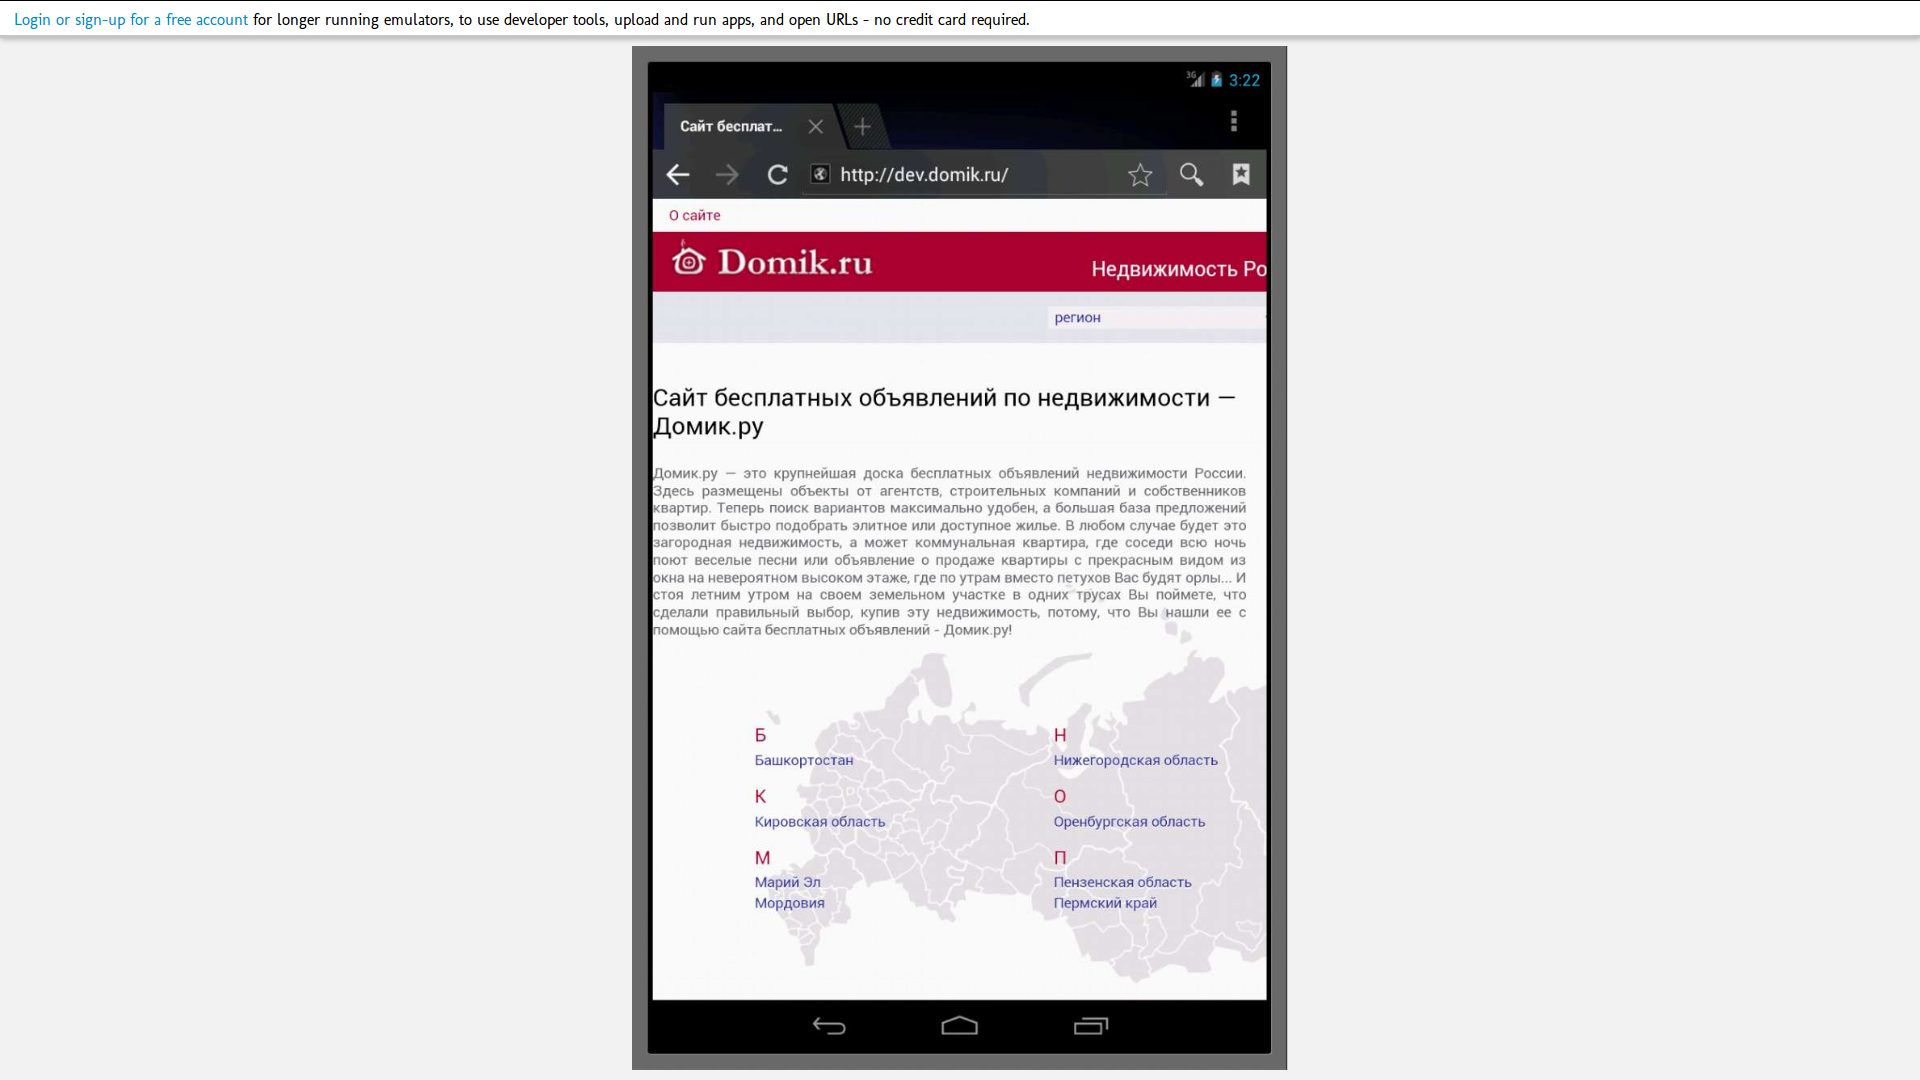 Login or sign-up for a free account for longer running emulators, to use developer tools, upload and run apps, and open URLs - no credit card required.
3G 3:22
Сайт бесплат...
http://dev.domik.ru/
О сайте
Domik.ru
Недвижимость Ро
регион
Сайт бесплатных объявлений по недвижимости —
Домик.ру
Домик.ру — это крупнейшая доска бесплатных объявлений недвижимости России.
Здесь размещены объекты от агентств, строительных компаний и собственников
квартир. Теперь поиск вариантов максимально удобен, а большая база предложений
позволит быстро подобрать элитное или доступное жилье. В любом случае будет это
загородная недвижимость, а может коммунальная квартира, где соседи всю ночь
поют веселые песни или объявление о продаже квартиры с прекрасным видом из
окна на невероятном высоком этаже, где по утрам вместо петухов Вас будят орлы... И
стоя летним утром на своем земельном участке в одних трусах Вы поймете, что
сделали правильный выбор, купив эту недвижимость, потому, что Вы нашли ее с
помощью сайта бесплатных объявлений - Домик.ру!
Б
Башкортостан
К
Кировская область
М
Марий Эл
Мордовия
Н
Нижегородская область
О
Оренбургская область
П
Пензенская область
Пермский край